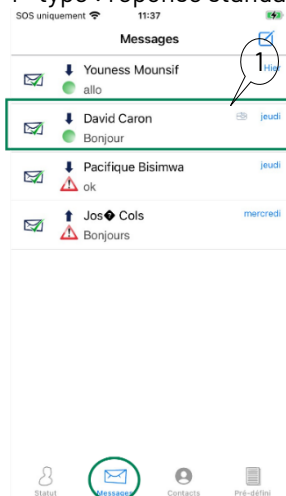 SOS uniquement 11:37
Messages
1
Youness Mounsif Hier
allo
David Caron jeudi
Bonjour
Pacifique Bisimwa jeudi
ok
Jos� Cols mercredi
Bonjours
Statut Messages Contacts Pré-défini